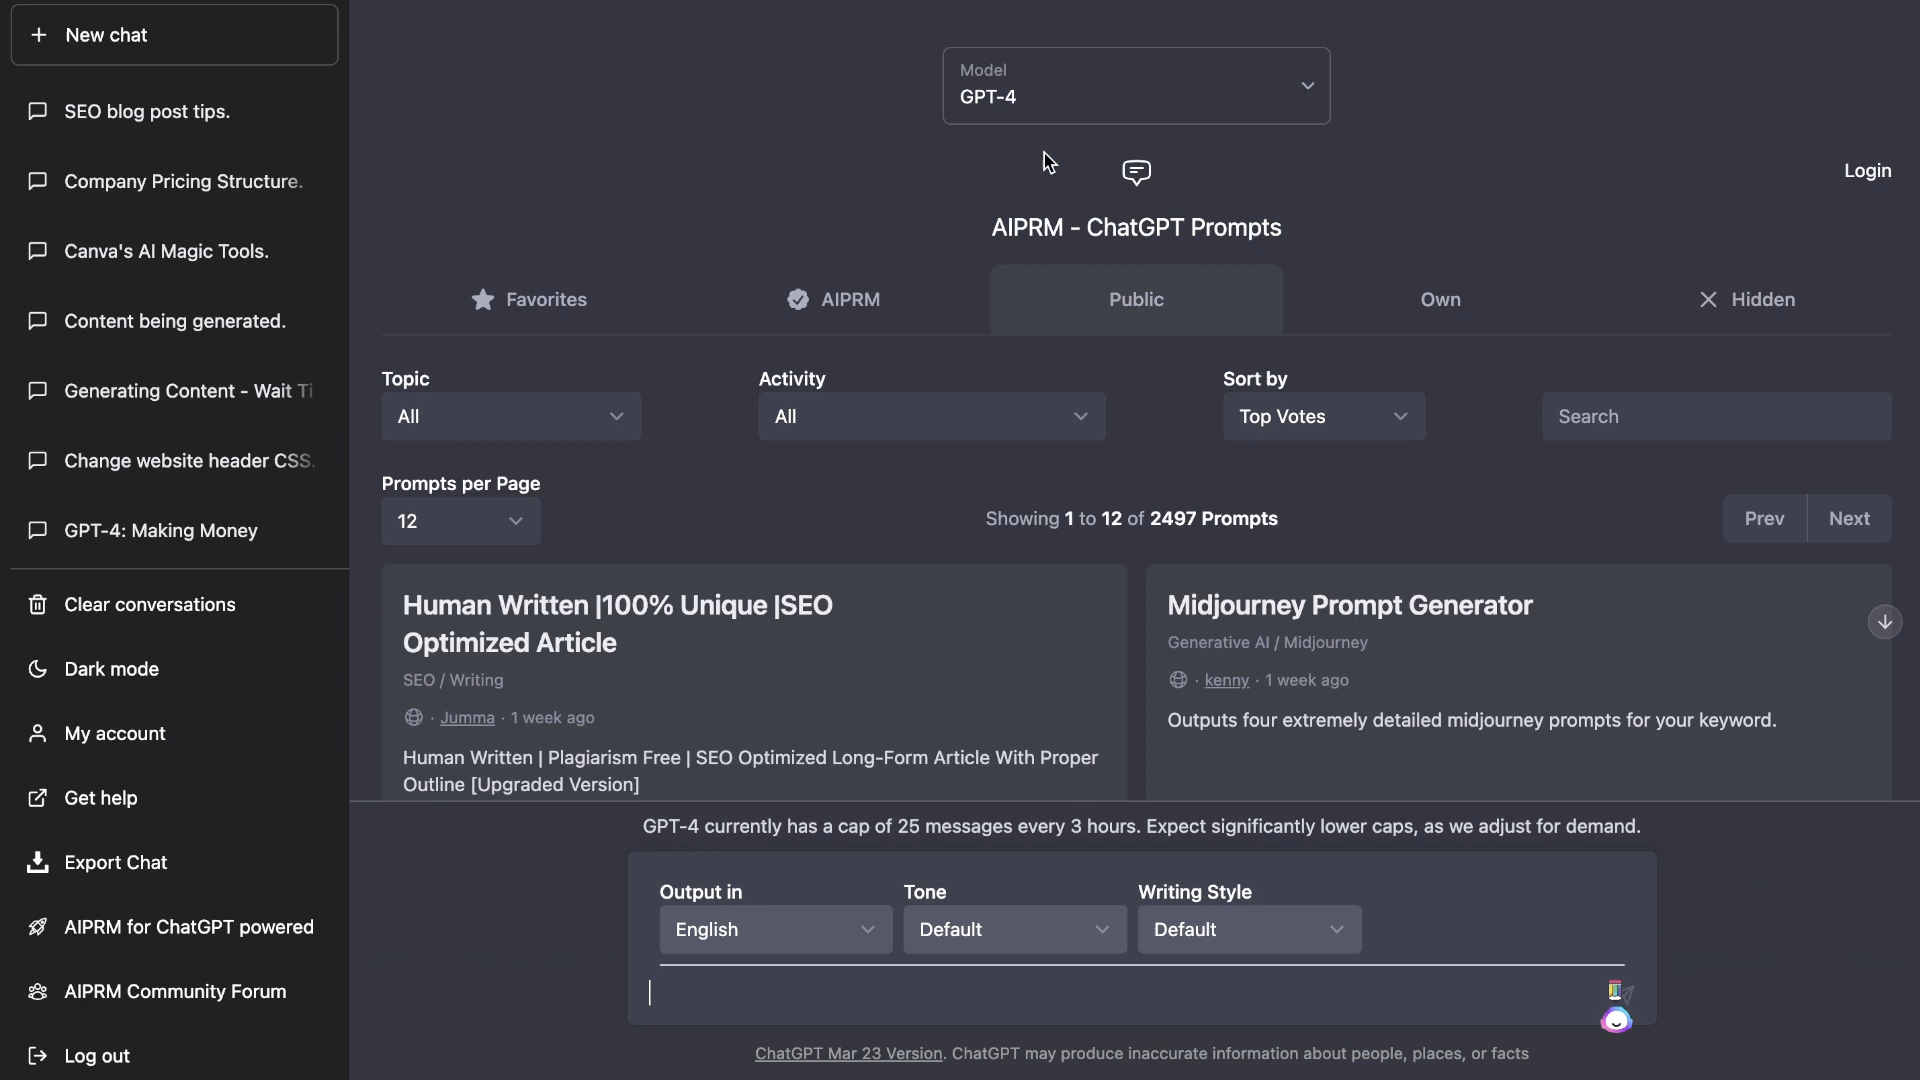 New chat
SEO blog post tips.
Company Pricing Structure.
Canva's AI Magic Tools.
Content being generated.
Generating Content - Wait Ti
Change website header CSS.
GPT-4: Making Money
Clear conversations
Dark mode
My account
Get help
Export Chat
AIPRM for ChatGPT powered
AIPRM Community Forum
Log out
Model
GPT-4
Login
AIPRM - ChatGPT Prompts
Favorites
AIPRM
Public
Own
Hidden
Topic
All
Activity
All
Sort by
Top Votes
Search
Prompts per Page
12
Showing 1 to 12 of 2497 Prompts
Prev
Next
Human Written |100% Unique |SEO
Optimized Article
SEO / Writing
· Jumma · 1 week ago
Human Written | Plagiarism Free | SEO Optimized Long-Form Article With Proper
Outline [Upgraded Version]
Midjourney Prompt Generator
Generative AI / Midjourney
· kenny · 1 week ago
Outputs four extremely detailed midjourney prompts for your keyword.
GPT-4 currently has a cap of 25 messages every 3 hours. Expect significantly lower caps, as we adjust for demand.
Output in
English
Tone
Default
Writing Style
Default
ChatGPT Mar 23 Version. ChatGPT may produce inaccurate information about people, places, or facts